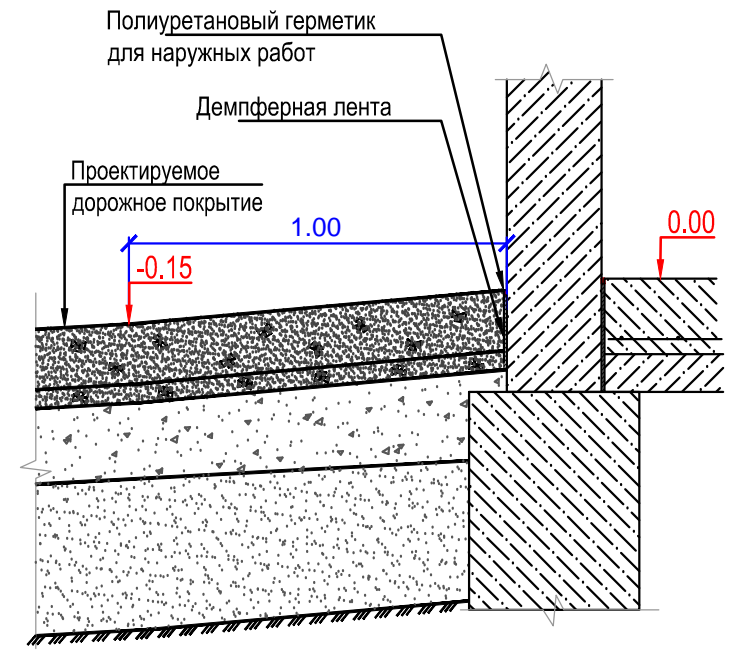 Полиуретановый герметик
для наружных работ
Демпферная лента
Проектируемое
дорожное покрытие
1.00
0.00
-0.15